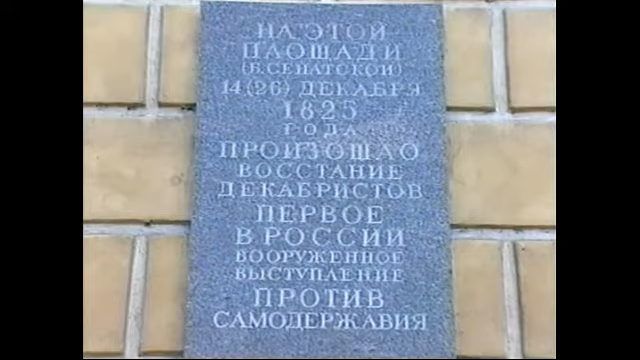 НА ЭТОЙ
ПЛОЩАДИ
(Б. СЕНАТСКОЙ)
14 (26) ДЕКАБРЯ
1825
ГОДА
ПРОИЗОШЛО
ВОССТАНИЕ
ДЕКАБРИСТОВ
ПЕРВОЕ
В РОССИИ
ВООРУЖЕННОЕ
ВЫСТУПЛЕНИЕ
ПРОТИВ
САМОДЕРЖАВИЯ